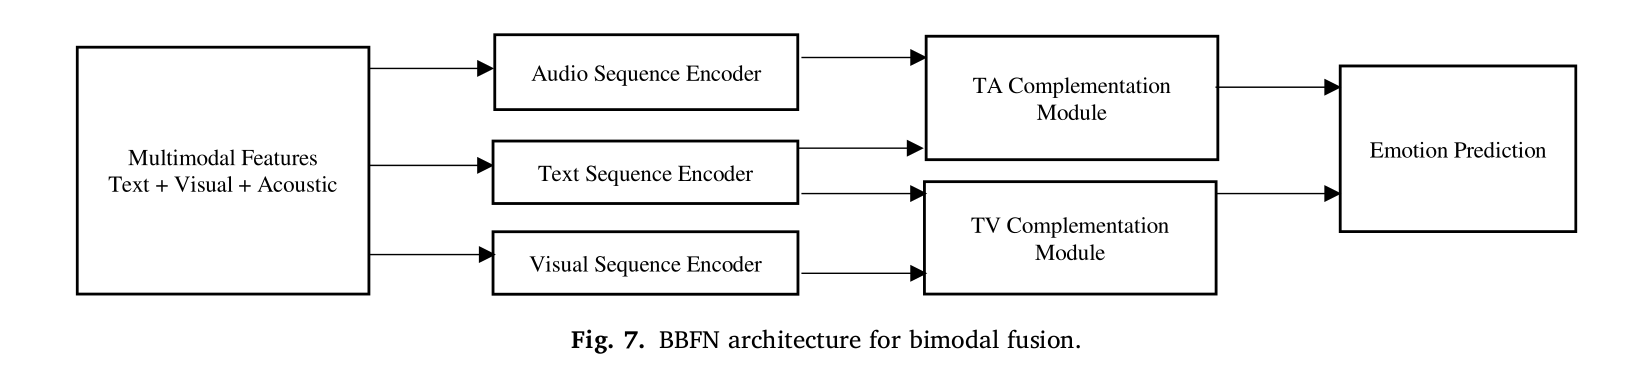 Multimodal Features
Text + Visual + Acoustic
Audio Sequence Encoder
Text Sequence Encoder
Visual Sequence Encoder
TA Complementation
Module
TV Complementation
Module
Emotion Prediction
Fig. 7. BBFN architecture for bimodal fusion.